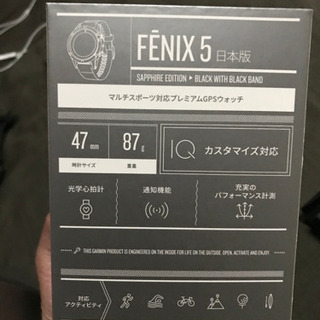 FĒNIX 5 日本版
SAPPHIRE EDITION ▸ BLACK WITH BLACK BAND
マルチスポーツ対応プレミアムGPSウォッチ
47 mm
時計サイズ
87 g
重量
IQ カスタマイズ対応
光学心拍計
通知機能
充実の
パフォーマンス計測
THIS GARMIN PRODUCT IS ENGINEERED ON THE INSIDE FOR LIFE ON THE OUTSIDE. OPEN, ACTIVATE AND ENJOY.
対応
アクティビティ